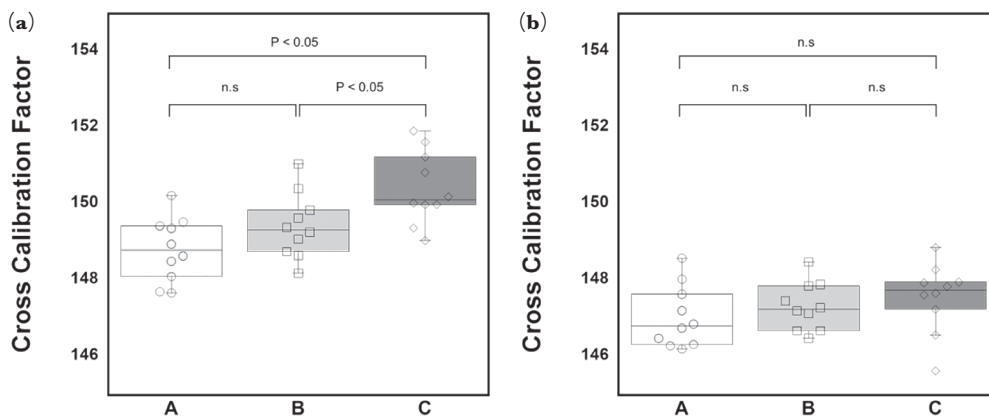 (a)
Cross Calibration Factor
154
152
150
148
146
P < 0.05
n.s
P < 0.05
A
B
C
(b)
Cross Calibration Factor
154
152
150
148
146
n.s
n.s
n.s
A
B
C